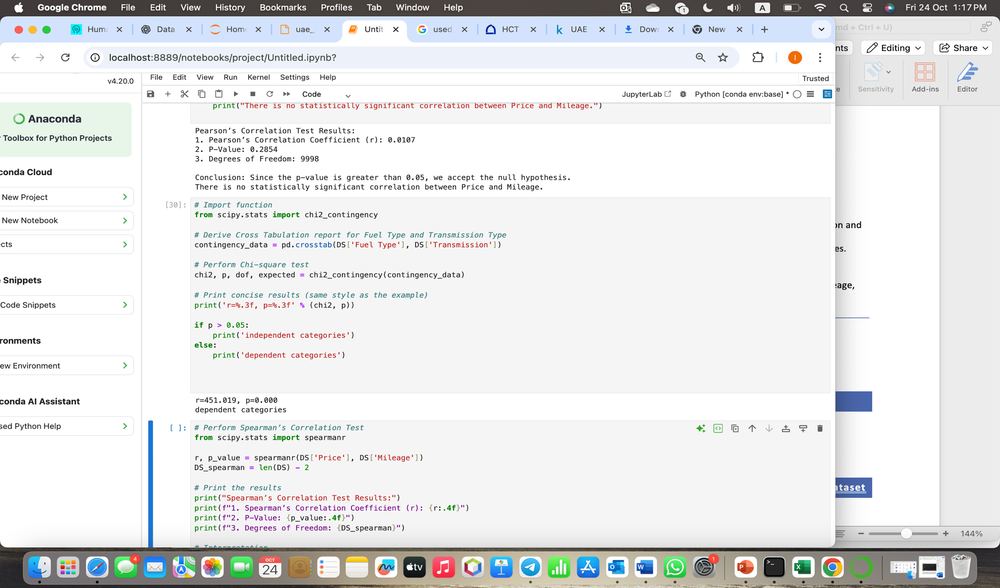 Google Chrome File Edit View History Bookmarks Profiles Tab Window Help A Fri 24 Oct 1:17 PM
Huma Data Home uae_ Untit used HCT UAE Down New
md + Ctrl + U)
localhost:8889/notebooks/project/Untitled.ipynb?
nts Editing Share
v4.20.0
File Edit View Run Kernel Settings Help
Trusted
Code JupyterLab Python [conda env:base] *
te Sensitivity Add-ins Editor
print("There is no statistically significant correlation between Price and Mileage.")
Anaconda
r Toolbox for Python Projects
conda Cloud
New Project
New Notebook
cts
e Snippets
Code Snippets
ronments
ew Environment
conda AI Assistant
sed Python Help
Pearson’s Correlation Test Results:
1. Pearson’s Correlation Coefficient (r): 0.0107
2. P-Value: 0.2854
3. Degrees of Freedom: 9998
Conclusion: Since the p-value is greater than 0.05, we accept the null hypothesis.
There is no statistically significant correlation between Price and Mileage.
[30]: # Import function
from scipy.stats import chi2_contingency
# Derive Cross Tabulation report for Fuel Type and Transmission Type
contingency_data = pd.crosstab(DS['Fuel Type'], DS['Transmission'])
# Perform Chi-square test
chi2, p, dof, expected = chi2_contingency(contingency_data)
# Print concise results (same style as the example)
print('r=%.3f, p=%.3f' % (chi2, p))
if p > 0.05:
print('independent categories')
else:
print('dependent categories')
r=451.019, p=0.000
dependent categories
[ ]: # Perform Spearman’s Correlation Test
from scipy.stats import spearmanr
r, p_value = spearmanr(DS['Price'], DS['Mileage'])
DS_spearman = len(DS) - 2
# Print the results
print("Spearman’s Correlation Test Results:")
print(f"1. Spearman’s Correlation Coefficient (r): {r:.4f}")
print(f"2. P-Value: {p_value:.4f}")
print(f"3. Degrees of Freedom: {DS_spearman}")
# Interpretation
on and
es.
eage,
ataset
144%
4
OCT
24
tv
1